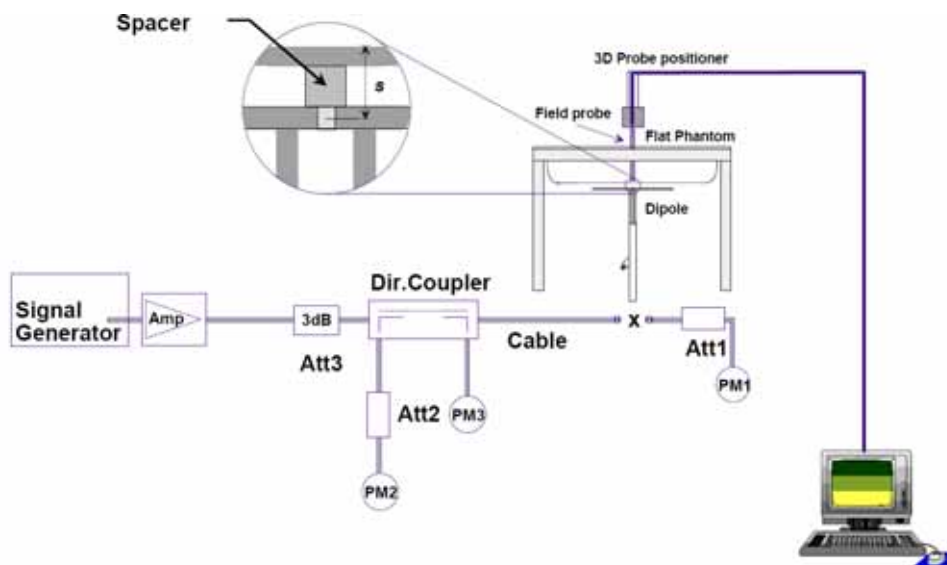 Spacer
s
3D Probe positioner
Field probe
Flat Phantom
Dipole
Signal
Generator
Amp
3dB
Att3
Dir.Coupler
Cable
x
Att1
PM1
Att2
PM3
PM2